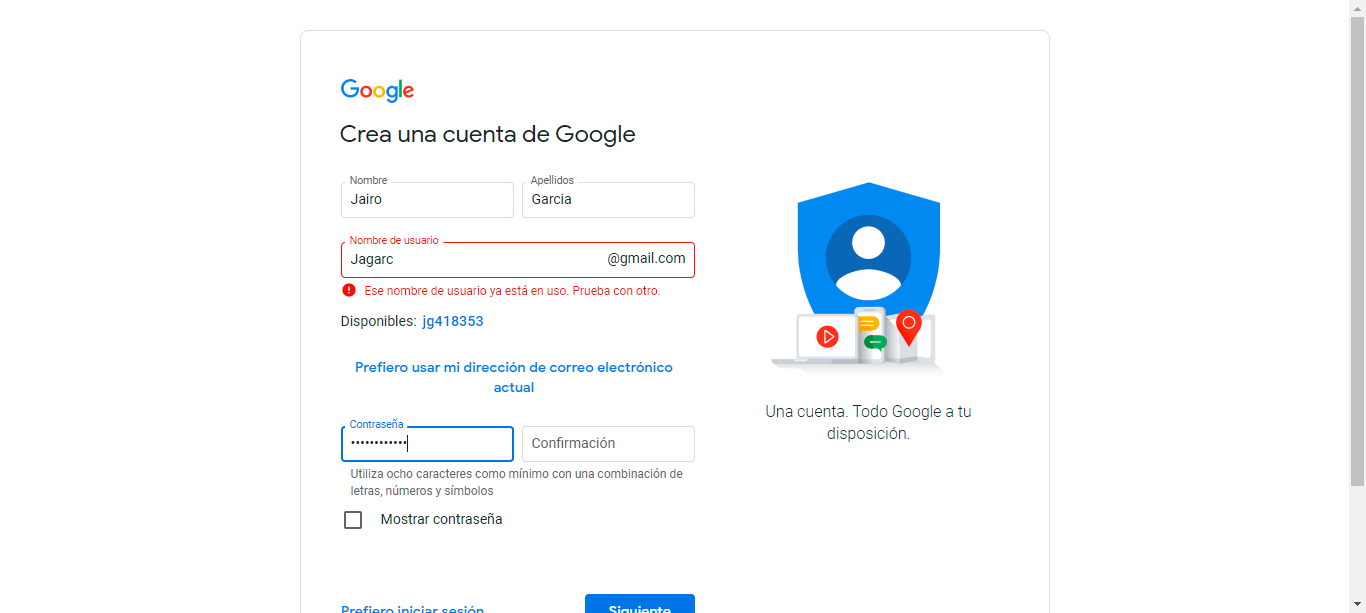 Google
Crea una cuenta de Google
Nombre
Jairo
Apellidos
Garcia
Nombre de usuario
Jagarc
@gmail.com
Ese nombre de usuario ya está en uso. Prueba con otro.
Disponibles: jg418353
Prefiero usar mi dirección de correo electrónico
actual
Contraseña
••••••••••••
Confirmación
Utiliza ocho caracteres como mínimo con una combinación de
letras, números y símbolos
Mostrar contraseña
Prefiero iniciar sesión
Siguiente
Una cuenta. Todo Google a tu
disposición.